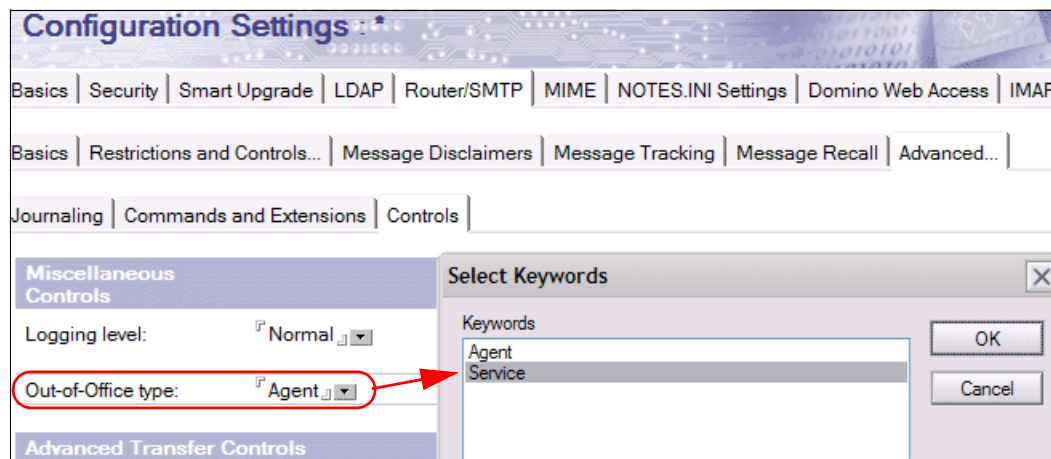 Configuration Settings : *
Basics | Security | Smart Upgrade | LDAP | Router/SMTP | MIME | NOTES.INI Settings | Domino Web Access |
Basics | Restrictions and Controls... | Message Disclaimers | Message Tracking | Message Recall | Advanced...
Journaling | Commands and Extensions | Controls
Miscellaneous
Controls
Logging level: Normal
Out-of-Office type: Agent
Advanced Transfer Controls
Select Keywords
Keywords
Agent
Service
OK
Cancel